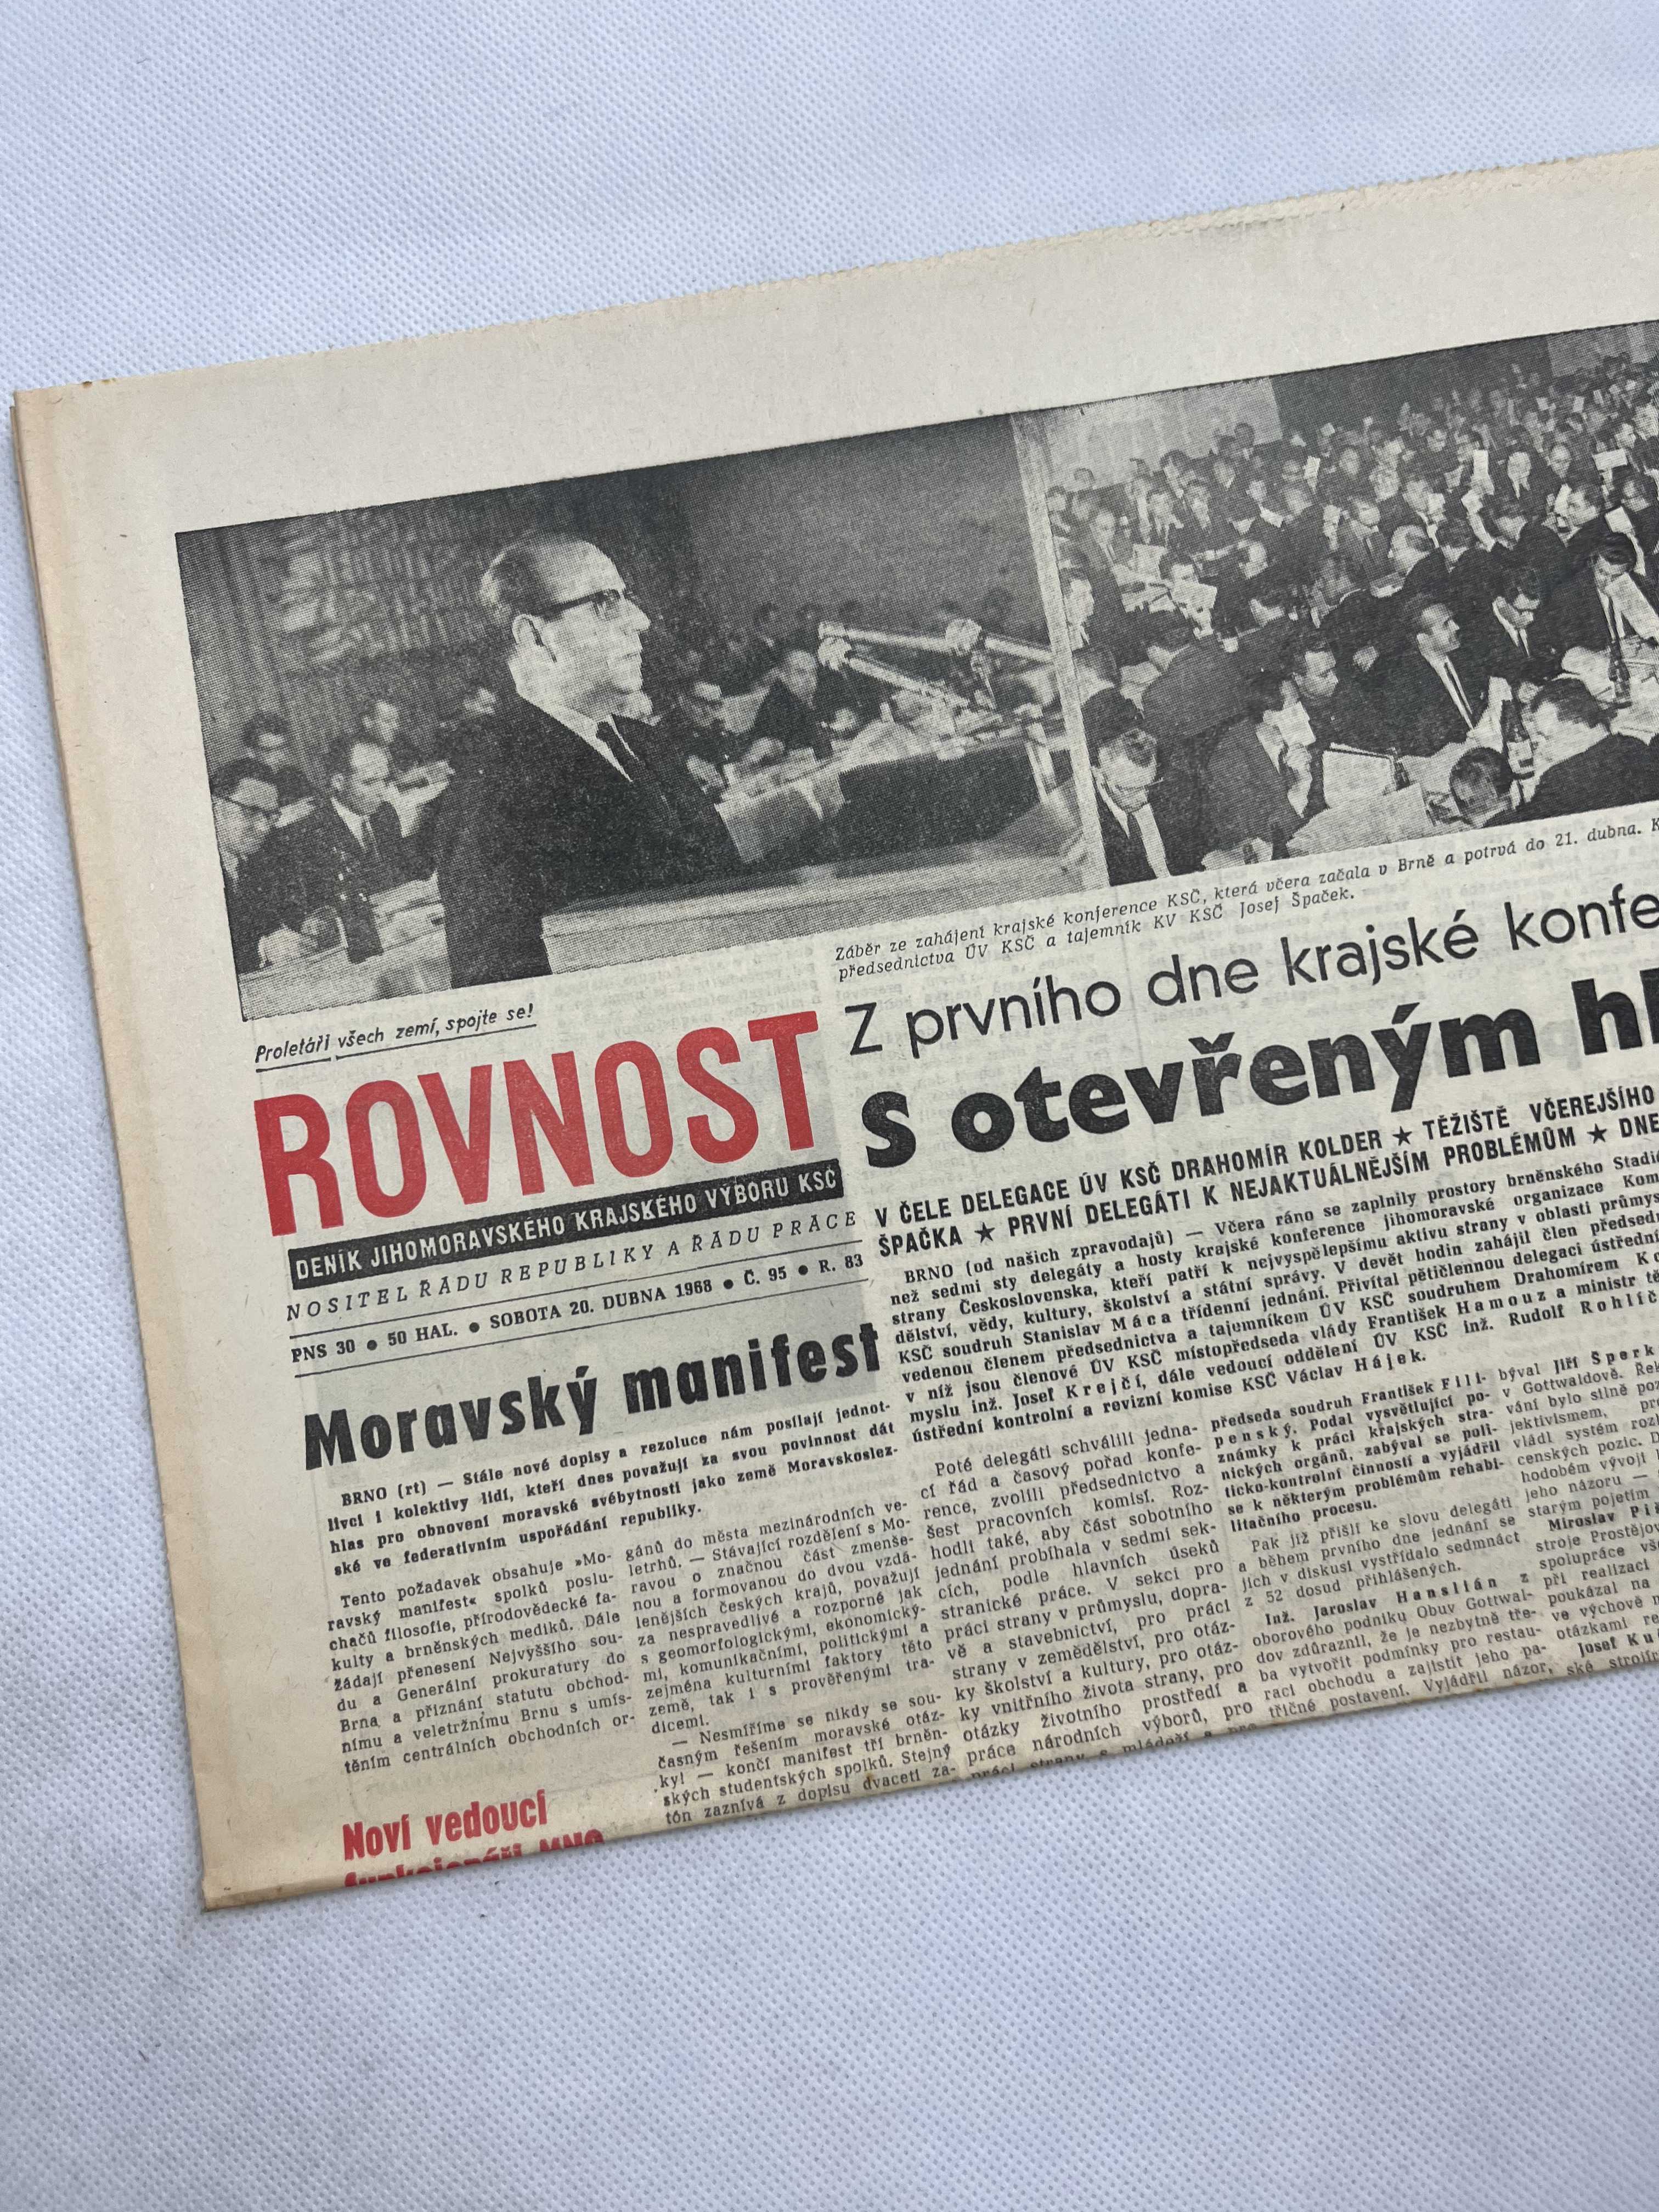 Záběr ze zahájení krajské konference KSČ, která včera začala v Brně a potrvá do 21. dubna.
předsednictva ÚV KSČ a tajemník KV KSČ Josef Špaček.
Proletáři všech zemí, spojte se!
ROVNOST
DENÍK JIHOMORAVSKÉHO KRAJSKÉHO VÝBORU KSČ
NOSITEL ŘÁDU REPUBLIKY A ŘÁDU PRÁCE
PNS 30 ● 50 HAL. ● SOBOTA 20. DUBNA 1968 ● Č. 95 ● R. 83
Moravský manifest
BRNO (rt) — Stále nové dopisy a rezoluce nám posílají jednot-
livci i kolektivy lidí, kteří dnes považují za svou povinnost dát
hlas pro obnovení moravské svébytnosti jako země Moravskoslez-
ské ve federativním uspořádání republiky.
Tento požadavek obsahuje »Mo-
ravský manifest« spolků poslu-
chačů filosofie, přírodovědecké fa-
kulty a brněnských mediků. Dále
žádají přenesení Nejvyššího sou-
du a Generální prokuratury do
Brna a přiznání statutu obchod-
nímu a veletržnímu Brnu s umís-
těním centrálních obchodních or-
gánů do města mezinárodních ve-
letrhů. — Stávající rozdělení s Mo-
ravou o značnou část zmenše-
nou a formovanou do dvou vzdá-
lenějších českých krajů, považují
za nespravedlivé a rozporné jak
s geomorfologickými, ekonomický-
mi, komunikačními, politickými a
zejména kulturními faktory této
země, tak i s prověřenými tra-
dicemi.
— Nesmíříme se nikdy se sou-
časným řešením moravské otáz-
ky! — končí manifest tří brněn-
ských studentských spolků. Stejný
tón zaznívá z dopisu dvaceti za-
Noví vedoucí
funkcionáři MNO
Z prvního dne krajské
s otevřeným
V ČELE DELEGACE ÚV KSČ DRAHOMÍR KOLDER ★ TĚŽIŠTĚ VČEREJŠÍHO
ŠPAČKA ★ PRVNÍ DELEGÁTI K NEJAKTUÁLNĚJŠÍM PROBLÉMŮM ★
BRNO (od našich zpravodajů) — Včera ráno se zaplnily prostory brněnského
než sedmi sty delegáty a hosty krajské konference jihomoravské organizace
strany Československa, kteří patří k nejvyspělejšímu aktivu strany v oblasti
dělství, vědy, kultury, školství a státní správy. V devět hodin zahájil člen
KSČ soudruh Stanislav Máca třídenní jednání. Přivítal pětičlennou delegaci
vedenou členem předsednictva a tajemníkem ÚV KSČ soudruhem Drahomírem
v níž jsou členové ÚV KSČ místopředseda vlády František Hamouz a ministr
myslu inž. Josef Krejčí, dále vedoucí oddělení ÚV KSČ inž. Rudolf
ústřední kontrolní a revizní komise KSČ Václav Hájek.
Poté delegáti schválili jedna-
cí řád a časový pořad konfe-
rence, zvolili předsednictvo a
šest pracovních komisí. Roz-
hodli také, aby část sobotního
jednání probíhala v sedmi sek-
cích, podle hlavních úseků
stranické práce. V sekci pro
práci strany v průmyslu, dopra-
vě a stavebnictví, pro práci
strany v zemědělství, pro otáz-
ky školství a kultury, pro otáz-
ky vnitřního života strany, pro
otázky životního prostředí a
práce národních výborů, pro
práci strany s mládeží a pro
předseda soudruh František Fili-
penský. Podal vysvětlující po-
známky k práci krajských stra-
nických orgánů, zabýval se poli-
ticko-kontrolní činností a vyjádřil
se k některým problémům rehabi-
litačního procesu.
Pak již přišli ke slovu delegáti
a během prvního dne jednání se
jich v diskusi vystřídalo sedmnáct
z 52 dosud přihlášených.
Inž. Jaroslav Hanslián z
oborového podniku Obuv Gottwal-
dov zdůraznil, že je nezbytně tře-
ba vytvořit podmínky pro restau-
raci obchodu a zajistit jeho pa-
třičné postavení. Vyjádřil názor,
býval Jiří
v Gottwaldově.
vání bylo silně
jektivismem,
vládl systém
cenských pozic.
hodobém vývoji
jeho názoru —
starým pojetím
Miroslav
stroje
spolupráce
při realizaci
poukázal na
ve výchově
otázkami
Josef
ské